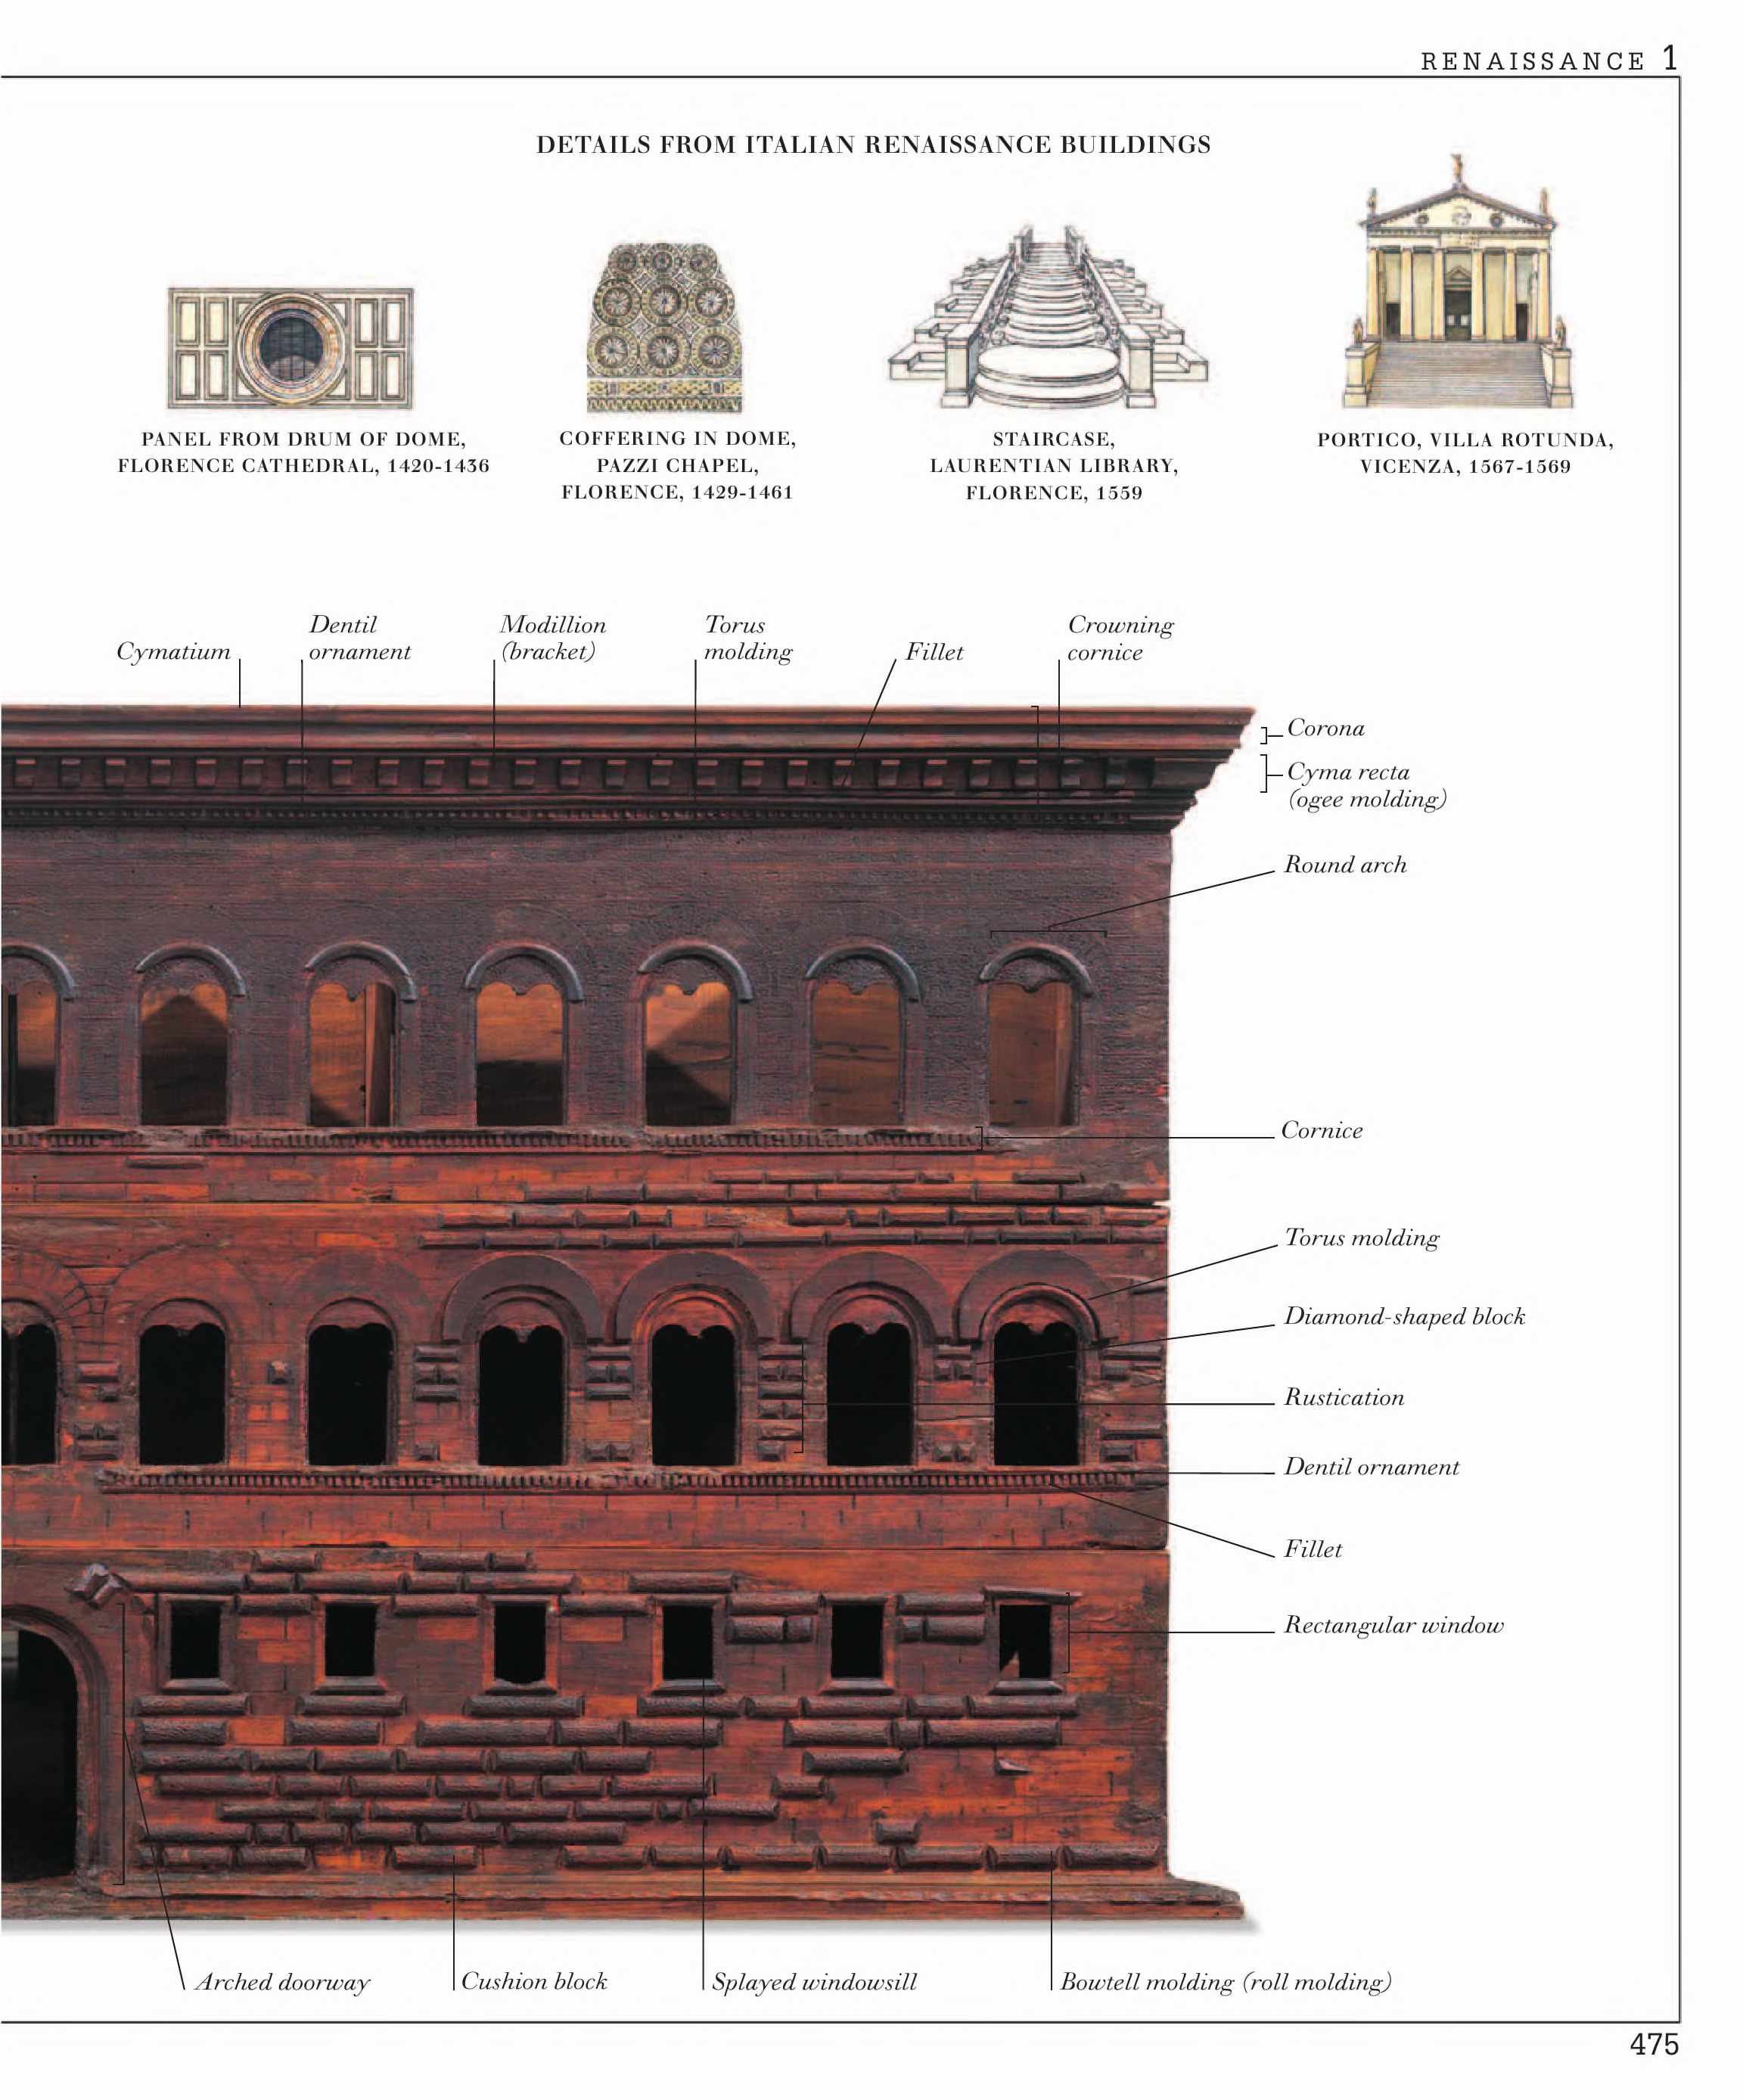 RENAISSANCE 1
DETAILS FROM ITALIAN RENAISSANCE BUILDINGS
PANEL FROM DRUM OF DOME,
FLORENCE CATHEDRAL, 1420-1436
COFFERING IN DOME,
PAZZI CHAPEL,
FLORENCE, 1429-1461
STAIRCASE,
LAURENTIAN LIBRARY,
FLORENCE, 1559
PORTICO, VILLA ROTUNDA,
VICENZA, 1567-1569
Cymatium
Dentil
ornament
Modillion
(bracket)
Torus
molding
Fillet
Crowning
cornice
Corona
Cyma recta
(ogee molding)
Round arch
Cornice
Torus molding
Diamond-shaped block
Rustication
Dentil ornament
Fillet
Rectangular window
Arched doorway
Cushion block
Splayed windowsill
Bowtell molding (roll molding)
475